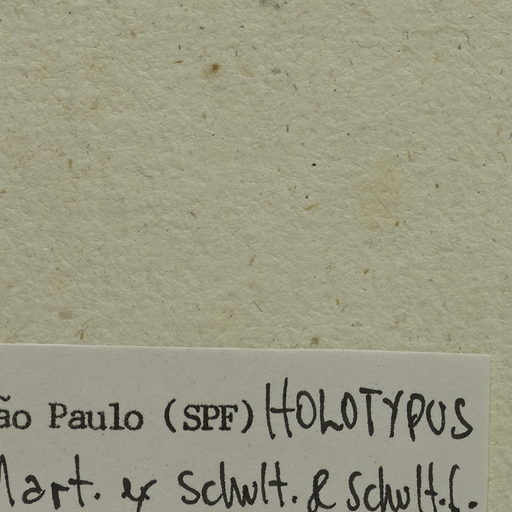 ão Paulo (SPF) HOLOTYPUS
Mart. ex Schult. & Schult.f.